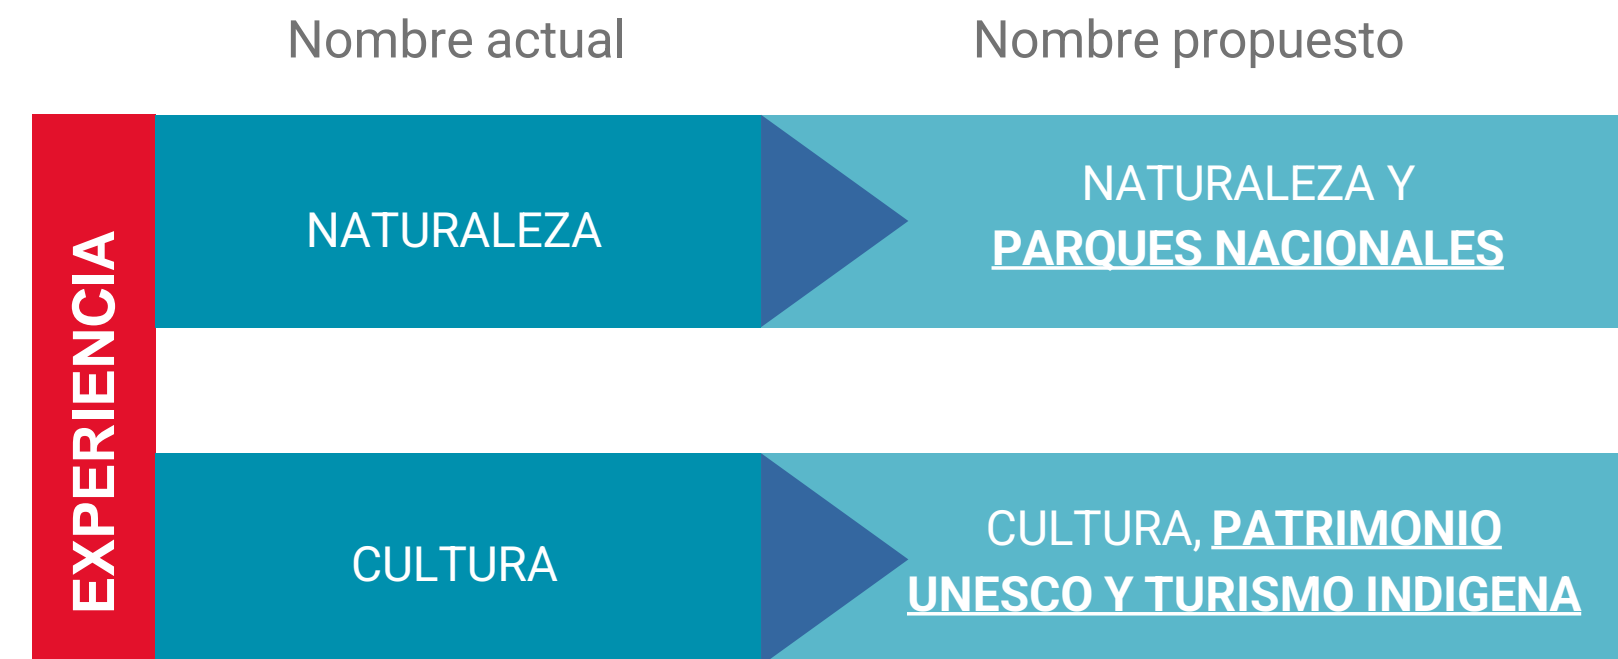 Nombre actual
Nombre propuesto
EXPERIENCIA
NATURALEZA
NATURALEZA Y
PARQUES NACIONALES
CULTURA
CULTURA, PATRIMONIO
UNESCO Y TURISMO INDIGENA